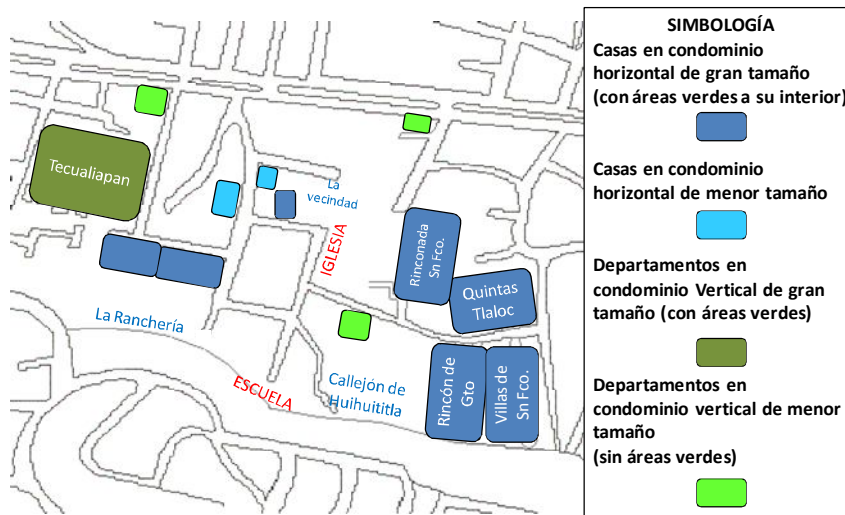 Tecualiapan
La
vecindad
IGLESIA
Rinconada
Sn Fco.
Quintas
Tlaloc
La Ranchería
ESCUELA
Callejón de
Huihuititla
Rincón de
Gto
Villas de
Sn Fco.
SIMBOLOGÍA
Casas en condominio
horizontal de gran tamaño
(con áreas verdes a su interior)
Casas en condominio
horizontal de menor tamaño
Departamentos en
condominio Vertical de gran
tamaño (con áreas verdes)
Departamentos en
condominio vertical de menor
tamaño
(sin áreas verdes)